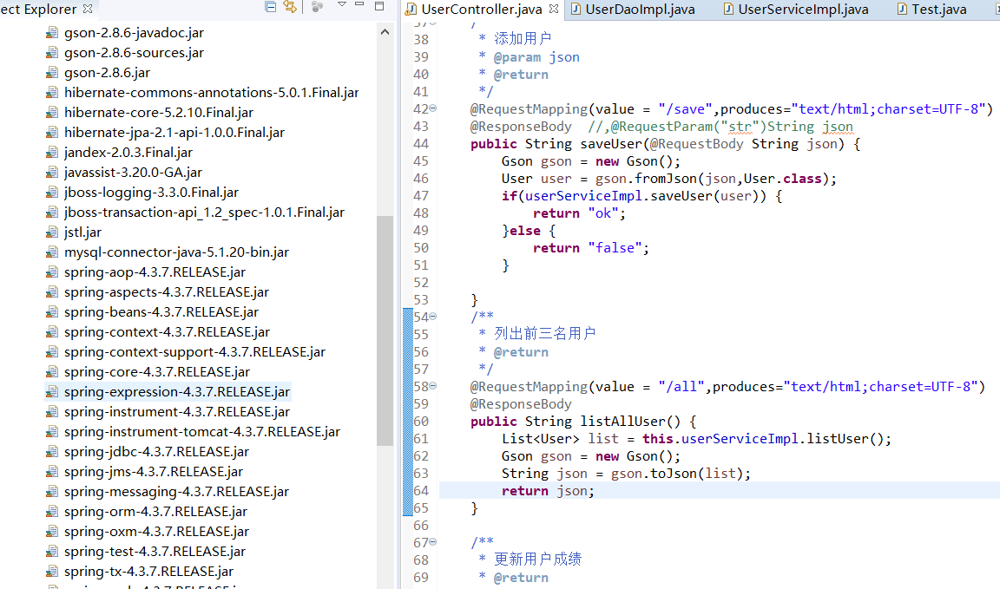 ect Explorer
gson-2.8.6-javadoc.jar
gson-2.8.6-sources.jar
gson-2.8.6.jar
hibernate-commons-annotations-5.0.1.Final.jar
hibernate-core-5.2.10.Final.jar
hibernate-jpa-2.1-api-1.0.0.Final.jar
jandex-2.0.3.Final.jar
javassist-3.20.0-GA.jar
jboss-logging-3.3.0.Final.jar
jboss-transaction-api_1.2_spec-1.0.1.Final.jar
jstl.jar
mysql-connector-java-5.1.20-bin.jar
spring-aop-4.3.7.RELEASE.jar
spring-aspects-4.3.7.RELEASE.jar
spring-beans-4.3.7.RELEASE.jar
spring-context-4.3.7.RELEASE.jar
spring-context-support-4.3.7.RELEASE.jar
spring-core-4.3.7.RELEASE.jar
spring-expression-4.3.7.RELEASE.jar
spring-instrument-4.3.7.RELEASE.jar
spring-instrument-tomcat-4.3.7.RELEASE.jar
spring-jdbc-4.3.7.RELEASE.jar
spring-jms-4.3.7.RELEASE.jar
spring-messaging-4.3.7.RELEASE.jar
spring-orm-4.3.7.RELEASE.jar
spring-oxm-4.3.7.RELEASE.jar
spring-test-4.3.7.RELEASE.jar
spring-tx-4.3.7.RELEASE.jar
UserController.java UserDaoImpl.java UserServiceImpl.java Test.java
38 * 添加用户
39 * @param json
40 * @return
41 */
42 @RequestMapping(value = "/save",produces="text/html;charset=UTF-8")
43 @ResponseBody //,@RequestParam("str")String json
44 public String saveUser(@RequestBody String json) {
45 Gson gson = new Gson();
46 User user = gson.fromJson(json,User.class);
47 if(userServiceImpl.saveUser(user)) {
48 return "ok";
49 }else {
50 return "false";
51 }
52
53 }
54 /**
55 * 列出前三名用户
56 * @return
57 */
58 @RequestMapping(value = "/all",produces="text/html;charset=UTF-8")
59 @ResponseBody
60 public String listAllUser() {
61 List<User> list = this.userServiceImpl.listUser();
62 Gson gson = new Gson();
63 String json = gson.toJson(list);
64 return json;
65 }
66
67 /**
68 * 更新用户成绩
69 * @return